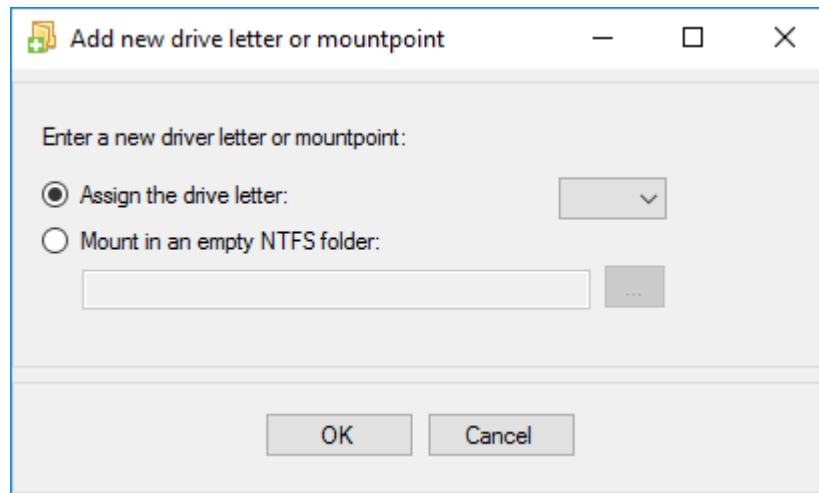 Add new drive letter or mountpoint
Enter a new driver letter or mountpoint:
Assign the drive letter:
Mount in an empty NTFS folder:
...
OK Cancel